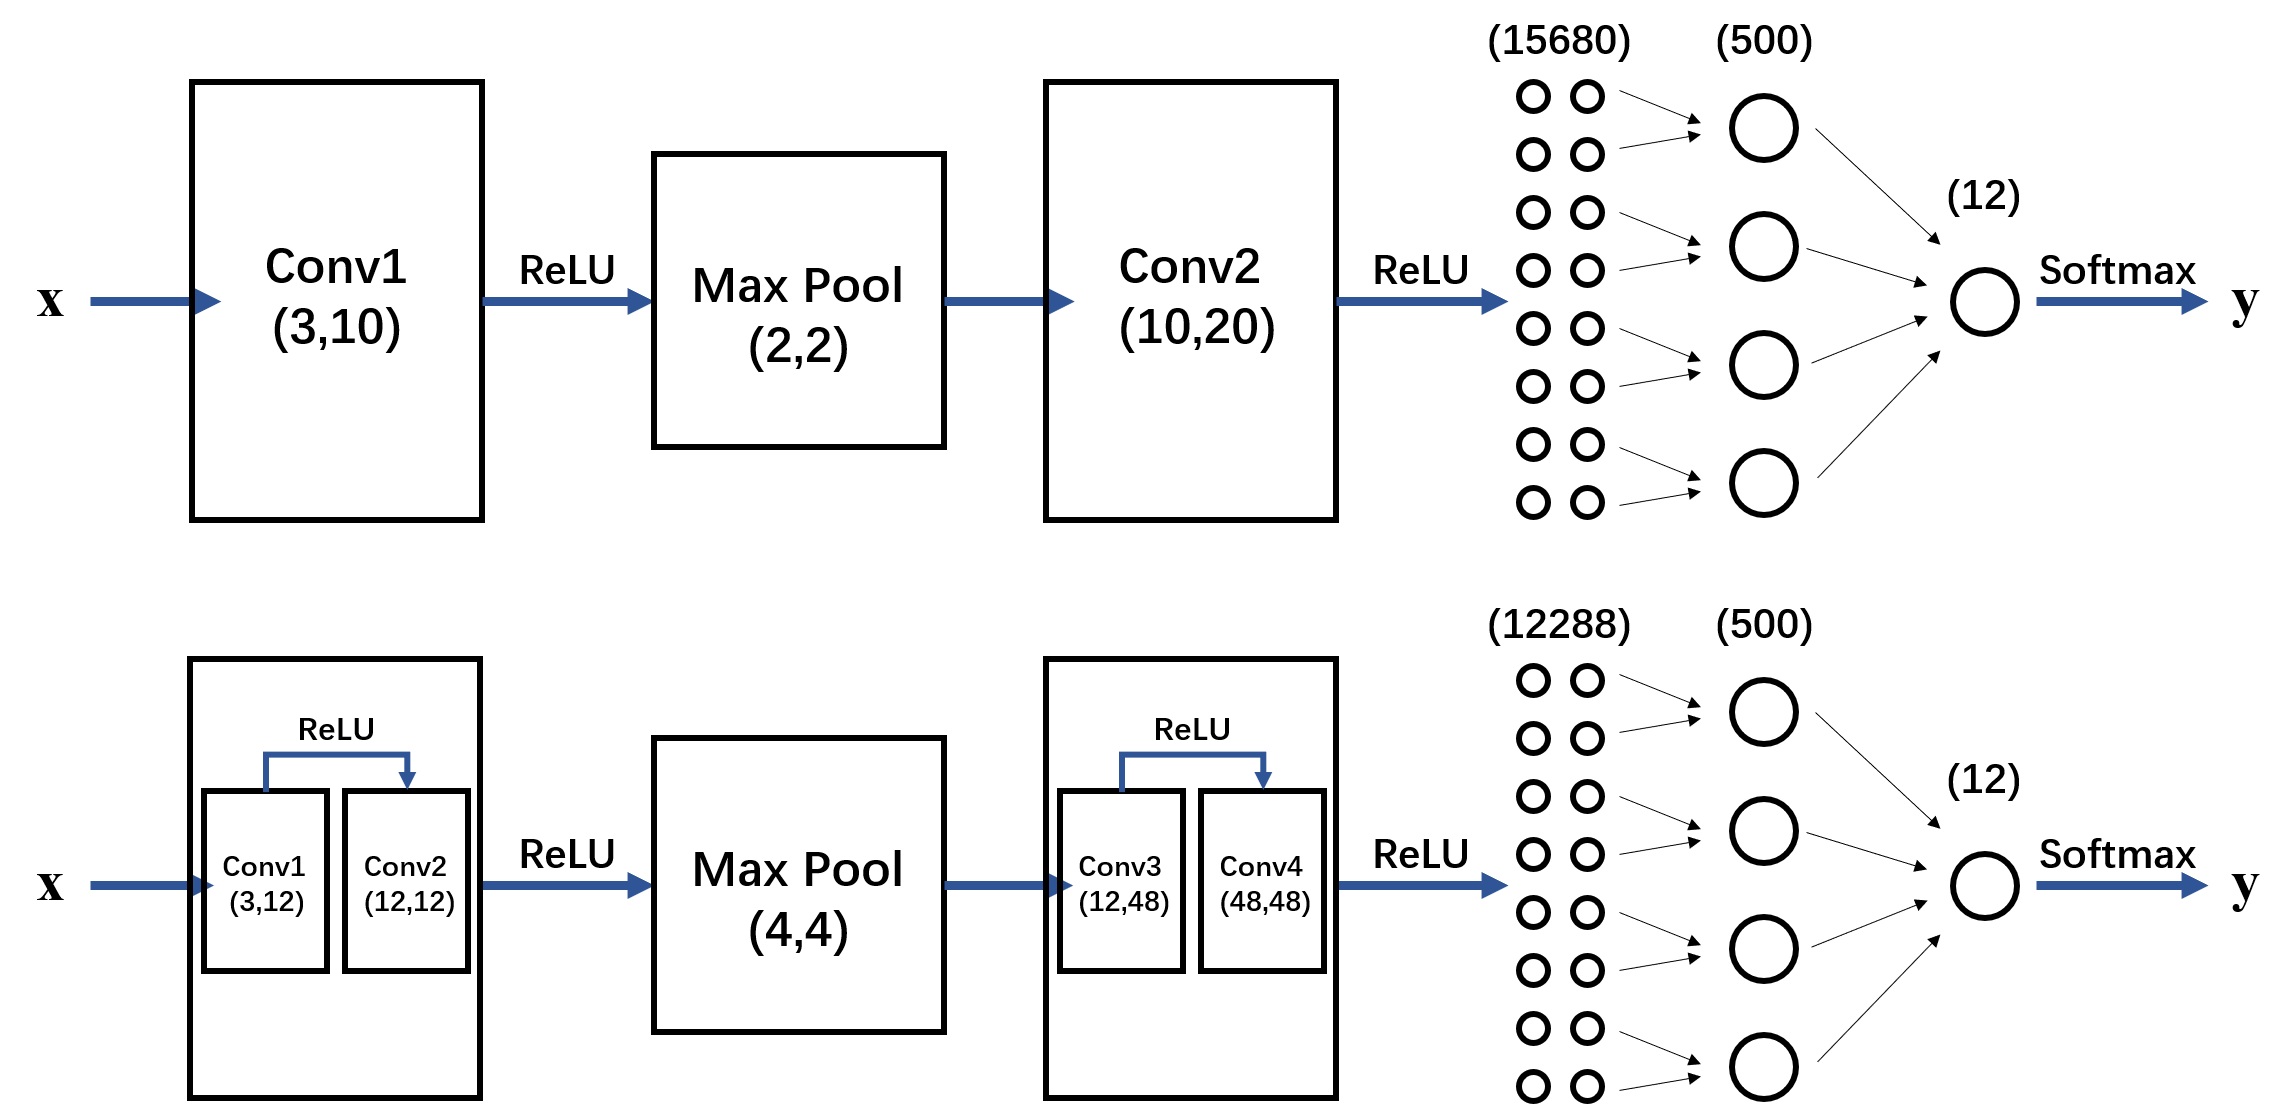 (15680)
(500)
(12)
x
Conv1
(3,10)
ReLU
Max Pool
(2,2)
Conv2
(10,20)
ReLU
Softmax
y
(12288)
(500)
(12)
x
ReLU
Conv1
(3,12)
Conv2
(12,12)
ReLU
Max Pool
(4,4)
ReLU
Conv3
(12,48)
Conv4
(48,48)
ReLU
Softmax
y